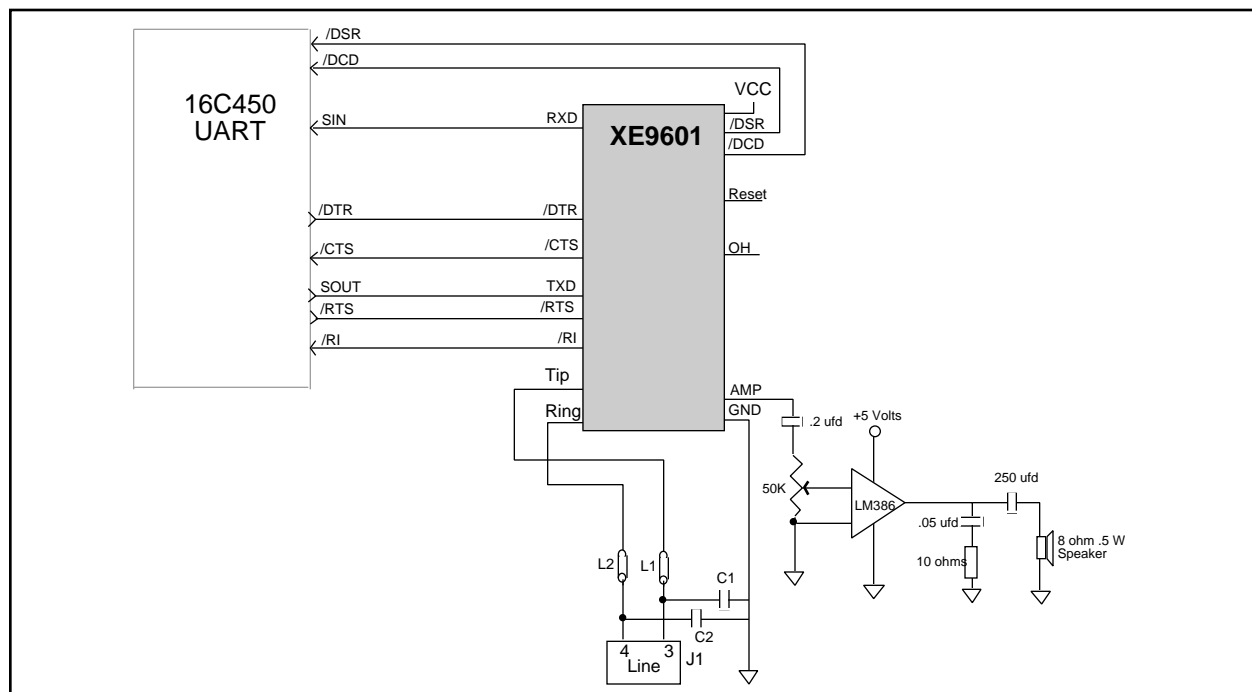 /DSR
/DCD
VCC
16C450
UART
SIN
RXD
XE9601
/DSR
/DCD
/DTR
/DTR
Reset
/CTS
/CTS
OH
SOUT
TXD
/RTS
/RTS
/RI
/RI
Tip
AMP
Ring
GND
.2 ufd
+5 Volts
50K
LM386
250 ufd
.05 ufd
8 ohm .5 W
Speaker
10 ohms
L2
L1
C1
C2
4
3
J1
Line